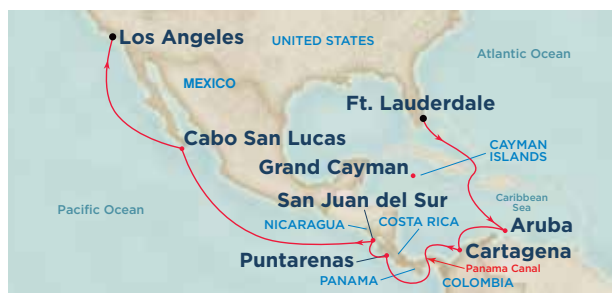 Los Angeles
UNITED STATES
Atlantic Ocean
MEXICO
Ft. Lauderdale
Cabo San Lucas
CAYMAN
ISLANDS
Grand Cayman
San Juan del Sur
Caribbean
Sea
Pacific Ocean
NICARAGUA
COSTA RICA
Aruba
Cartagena
Puntarenas
Panama Canal
PANAMA
COLOMBIA